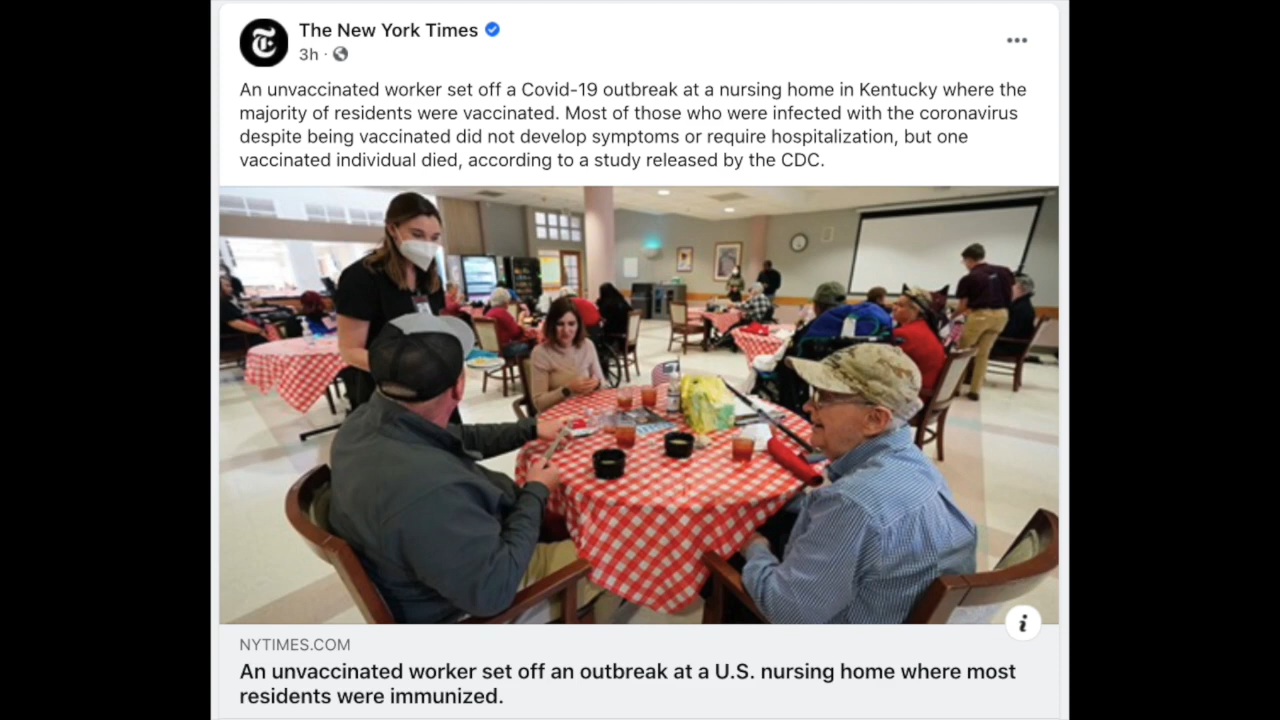 The New York Times
3h ·
An unvaccinated worker set off a Covid-19 outbreak at a nursing home in Kentucky where the
majority of residents were vaccinated. Most of those who were infected with the coronavirus
despite being vaccinated did not develop symptoms or require hospitalization, but one
vaccinated individual died, according to a study released by the CDC.
NYTIMES.COM
An unvaccinated worker set off an outbreak at a U.S. nursing home where most
residents were immunized.